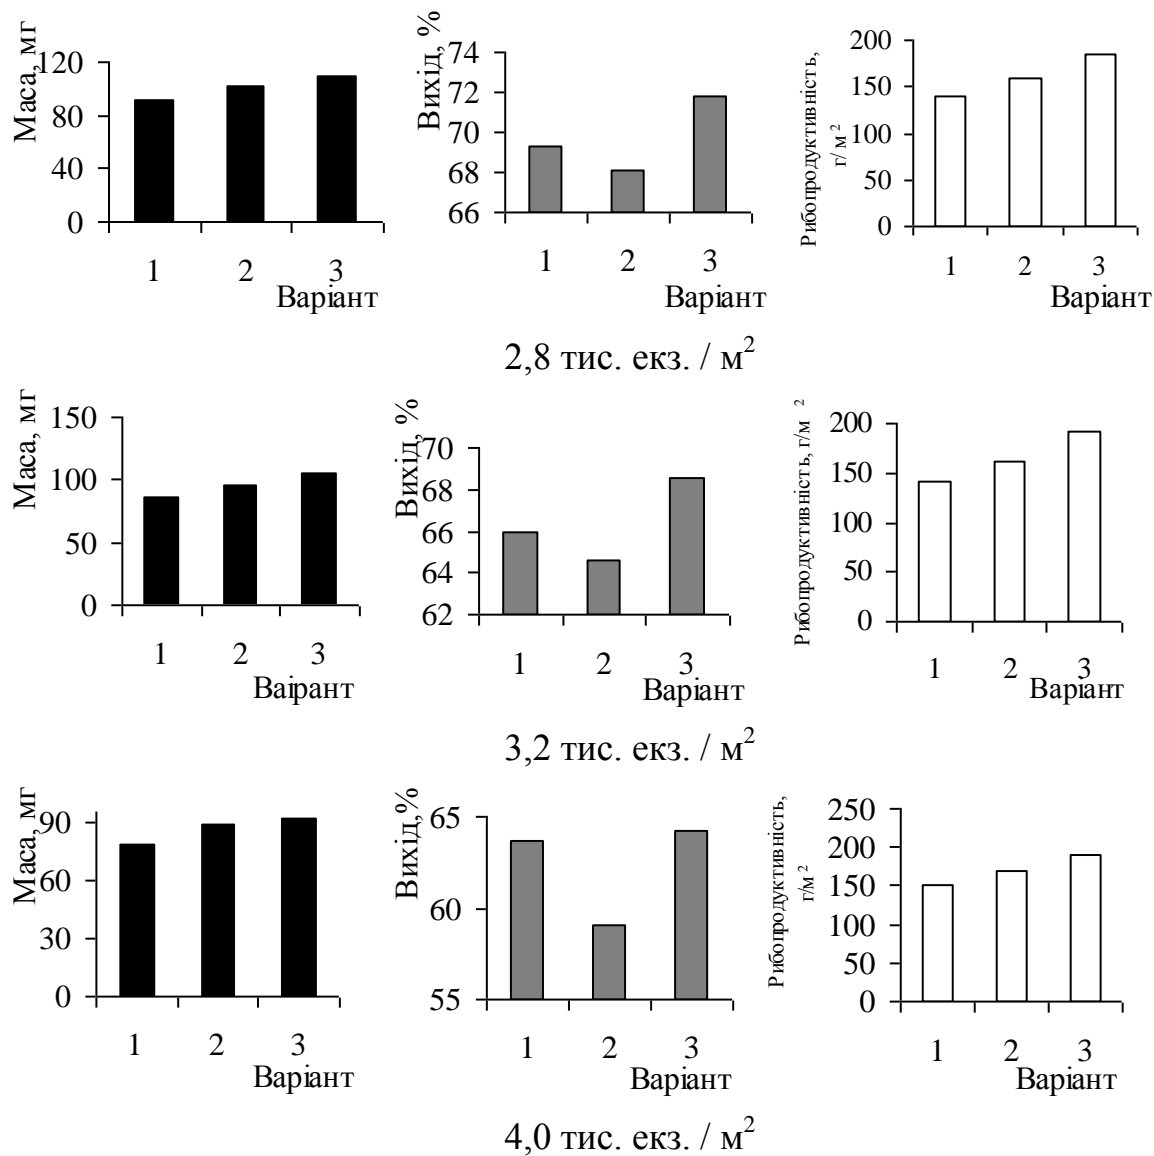 Маса, мг
120
80
40
0
1 2 3
Варіант
Вихід, %
74
72
70
68
66
1 2 3
Варіант
Рибопродуктивність,
г/ м 2
200
150
100
50
0
1 2 3
Варіант
2,8 тис. екз. / м2
Маса, мг
150
100
50
0
1 2 3
Ваірант
Вихід, %
70
68
66
64
62
1 2 3
Варіант
Рибопродуктивність, г/м 2
200
150
100
50
0
1 2 3
Варіант
3,2 тис. екз. / м2
Маса, мг
90
60
30
0
1 2 3
Варіант
Вихід,%
65
60
55
1 2 3
Варіант
Рибопродуктивність,
г/м 2
250
200
150
100
50
0
1 2 3
Варіант
4,0 тис. екз. / м2